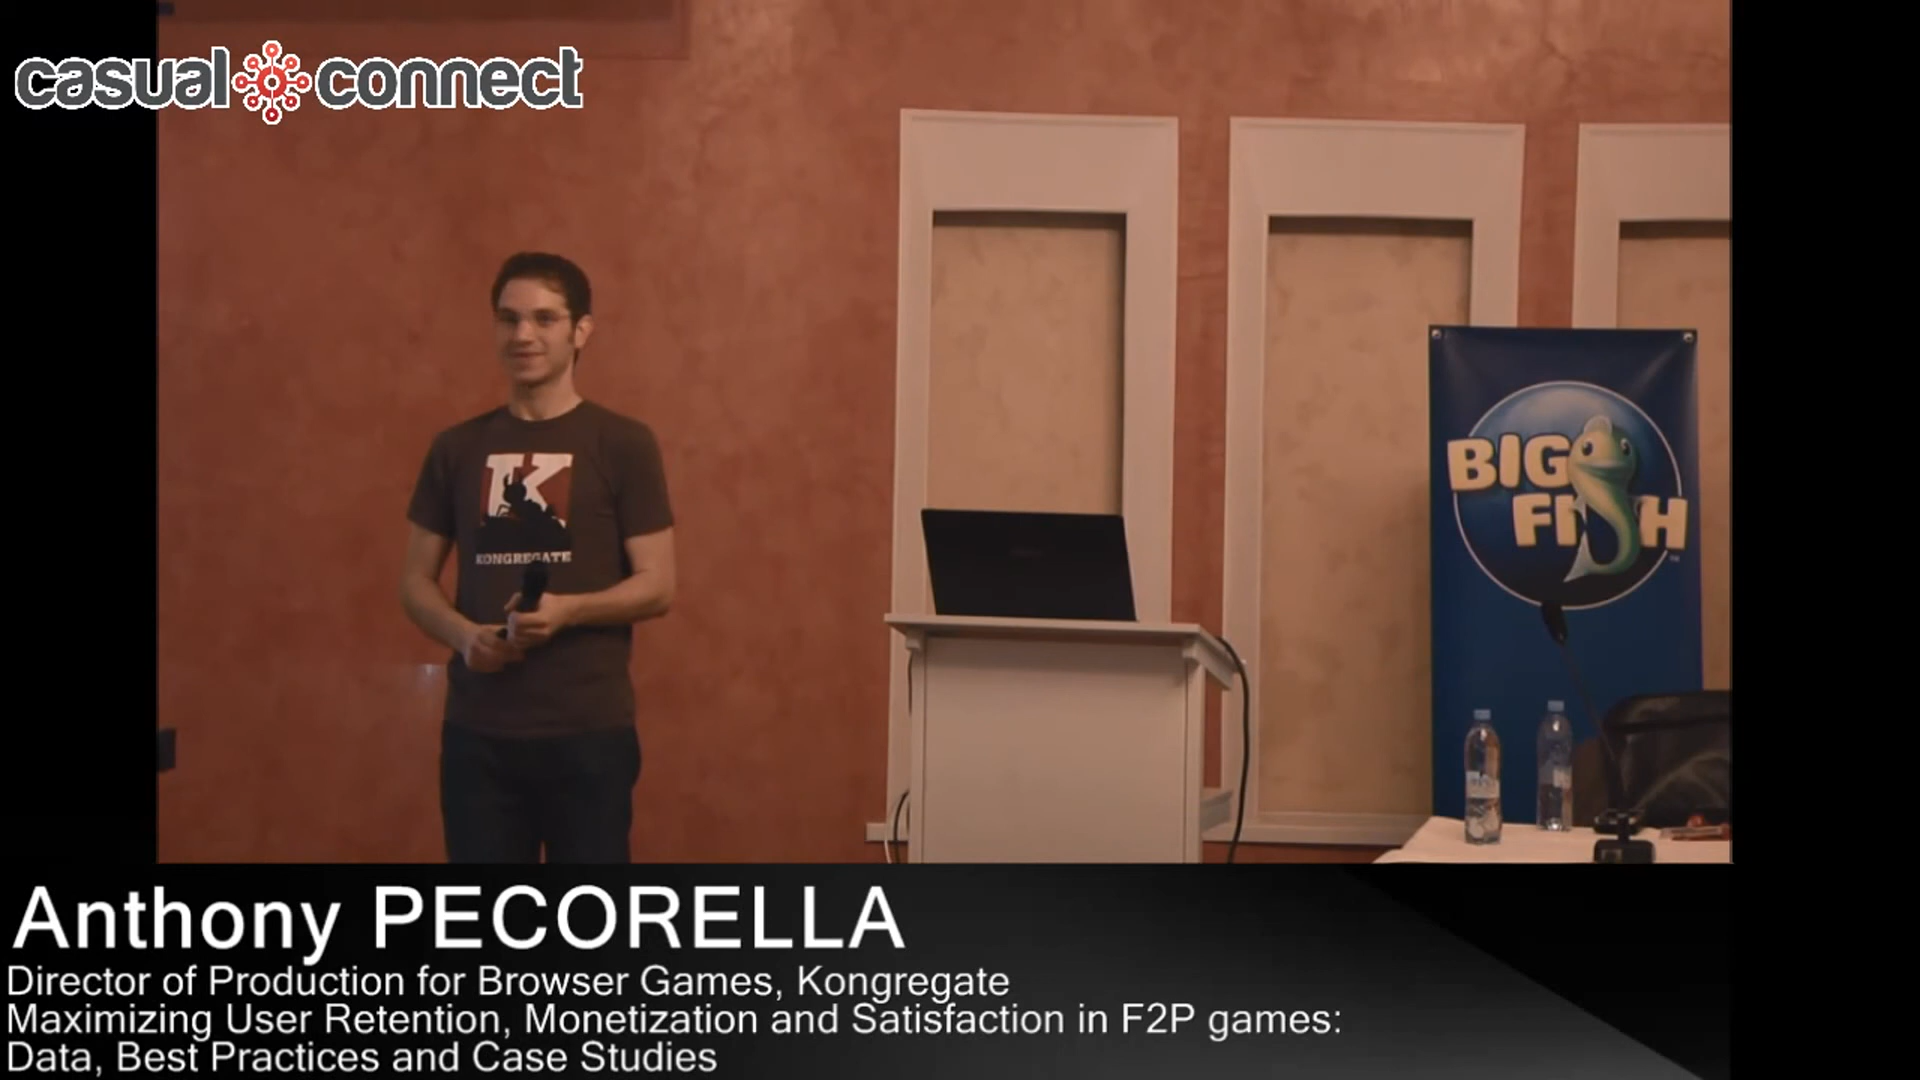 casual connect
K
KONGREGATE
BIG
FISH
Anthony PECORELLA
Director of Production for Browser Games, Kongregate
Maximizing User Retention, Monetization and Satisfaction in F2P games:
Data, Best Practices and Case Studies